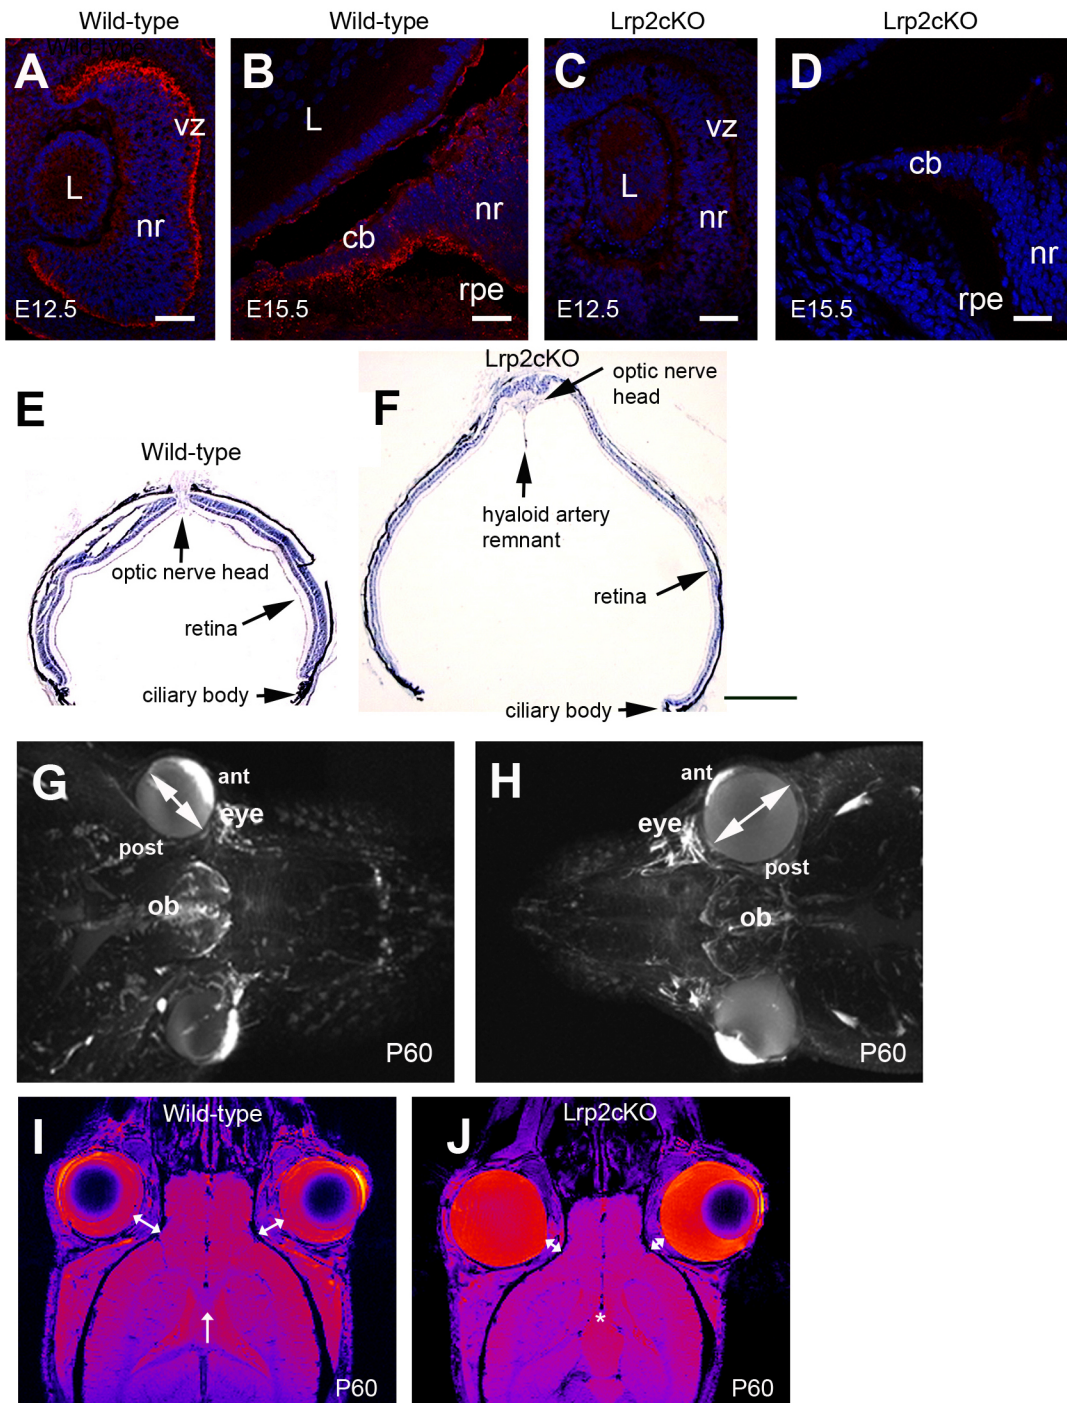 Wild-type
Wild-type
Lrp2cKO
Lrp2cKO
A
Wild-type
vz
L
nr
E12.5
B
L
nr
cb
rpe
E15.5
C
vz
L
nr
E12.5
D
cb
nr
rpe
E15.5
E
Wild-type
optic nerve head
retina
ciliary body
F
Lrp2cKO
optic nerve
head
hyaloid artery
remnant
retina
ciliary body
G
ant
eye
post
ob
P60
H
ant
eye
post
ob
P60
I
Wild-type
P60
J
Lrp2cKO
*
P60